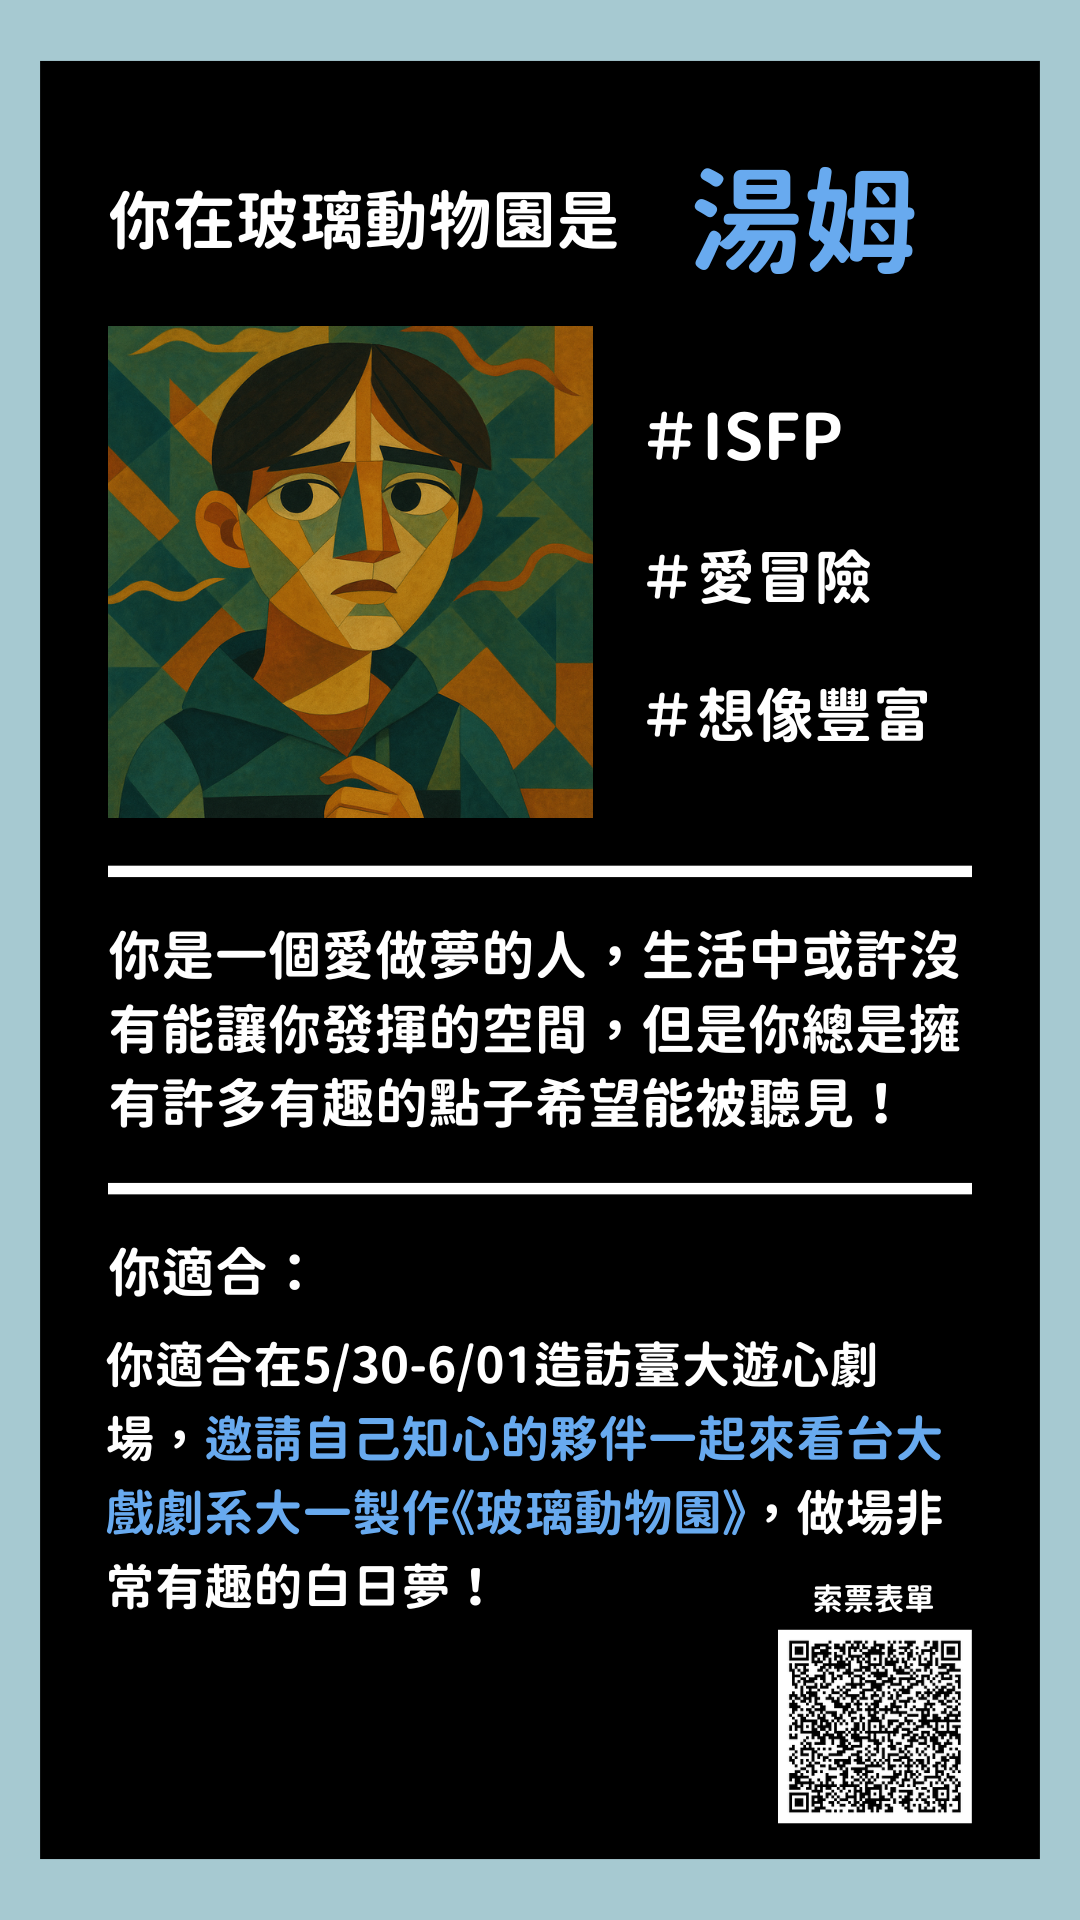 你在玻璃動物園是 湯姆
#ISFP
#愛冒險
#想像豐富
你是一個愛做夢的人，生活中或許沒
有能讓你發揮的空間，但是你總是擁
有許多有趣的點子希望能被聽見！
你適合：
你適合在5/30-6/01造訪臺大遊心劇
場，邀請自己知心的夥伴一起來看台大
戲劇系大一製作《玻璃動物園》，做場非
常有趣的白日夢！
索票表單